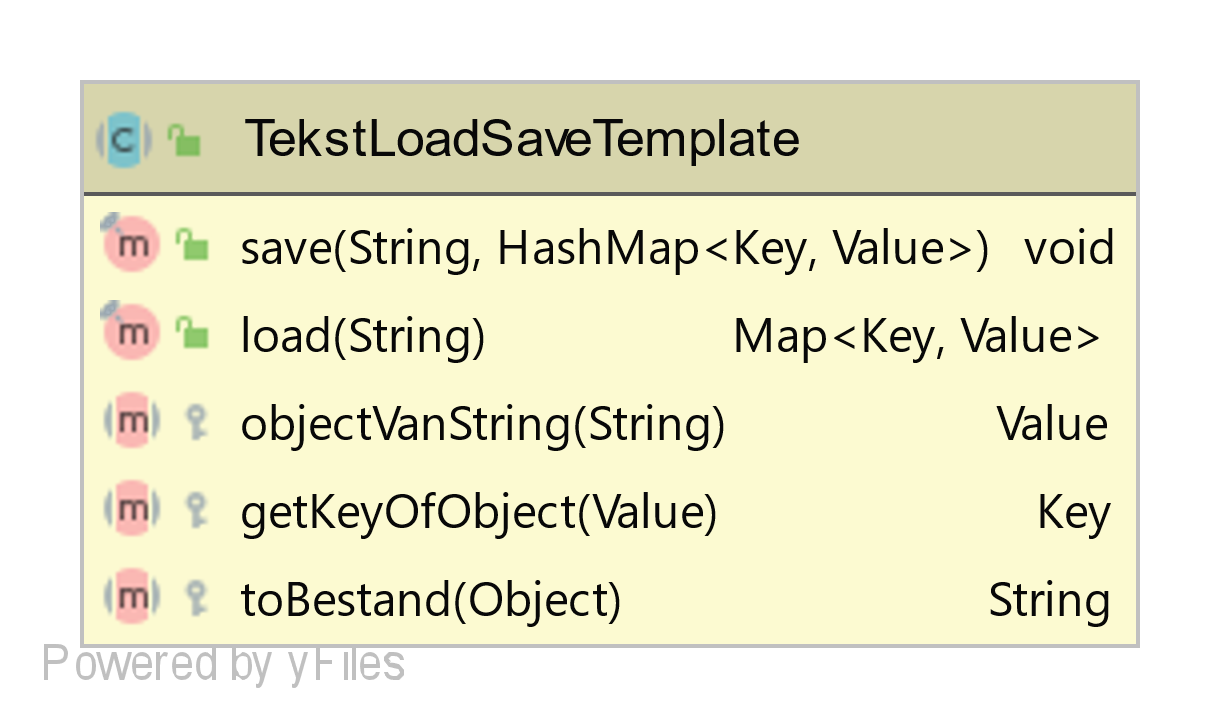 TekstLoadSaveTemplate
save(String, HashMap<Key, Value>) void
load(String) Map<Key, Value>
objectVanString(String) Value
getKeyOfObject(Value) Key
toBestand(Object) String
Powered by yFiles